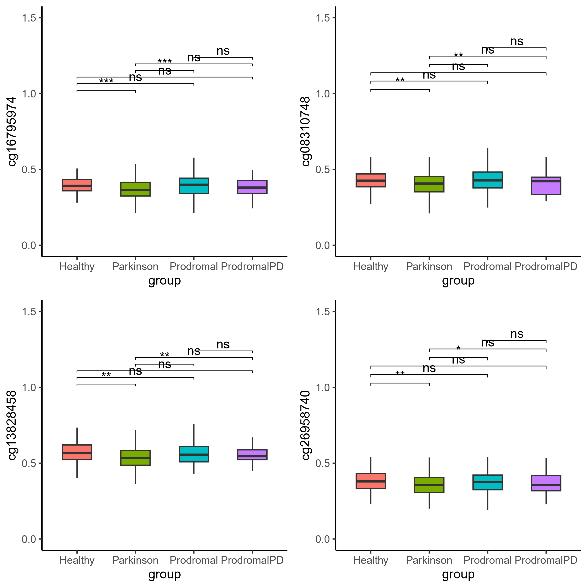 1.5
1.0
0.5
0.0
cg16795974
ns
***
ns
ns
***
ns
Healthy
Parkinson
Prodromal
ProdromalPD
group
1.5
1.0
0.5
0.0
cg08310748
ns
**
ns
ns
**
ns
Healthy
Parkinson
Prodromal
ProdromalPD
group
1.5
1.0
0.5
0.0
cg13828458
ns
**
ns
ns
**
ns
Healthy
Parkinson
Prodromal
ProdromalPD
group
1.5
1.0
0.5
0.0
cg26958740
ns
*
ns
ns
**
ns
Healthy
Parkinson
Prodromal
ProdromalPD
group